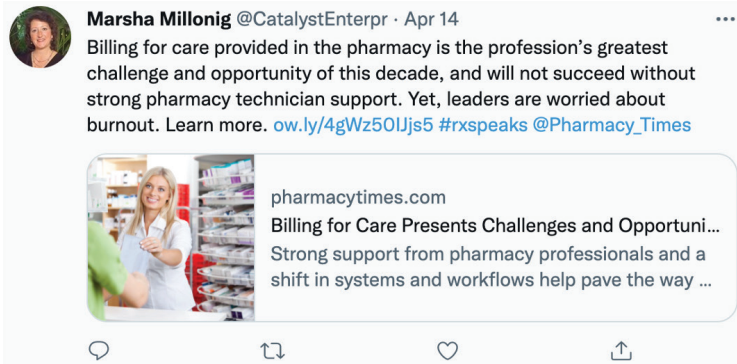 Marsha Millonig @CatalystEnterpr · Apr 14
Billing for care provided in the pharmacy is the profession's greatest
challenge and opportunity of this decade, and will not succeed without
strong pharmacy technician support. Yet, leaders are worried about
burnout. Learn more. ow.ly/4gWz50IJjs5 #rxspeaks @Pharmacy_Times
pharmacytimes.com
Billing for Care Presents Challenges and Opportuni...
Strong support from pharmacy professionals and a
shift in systems and workflows help pave the way ...